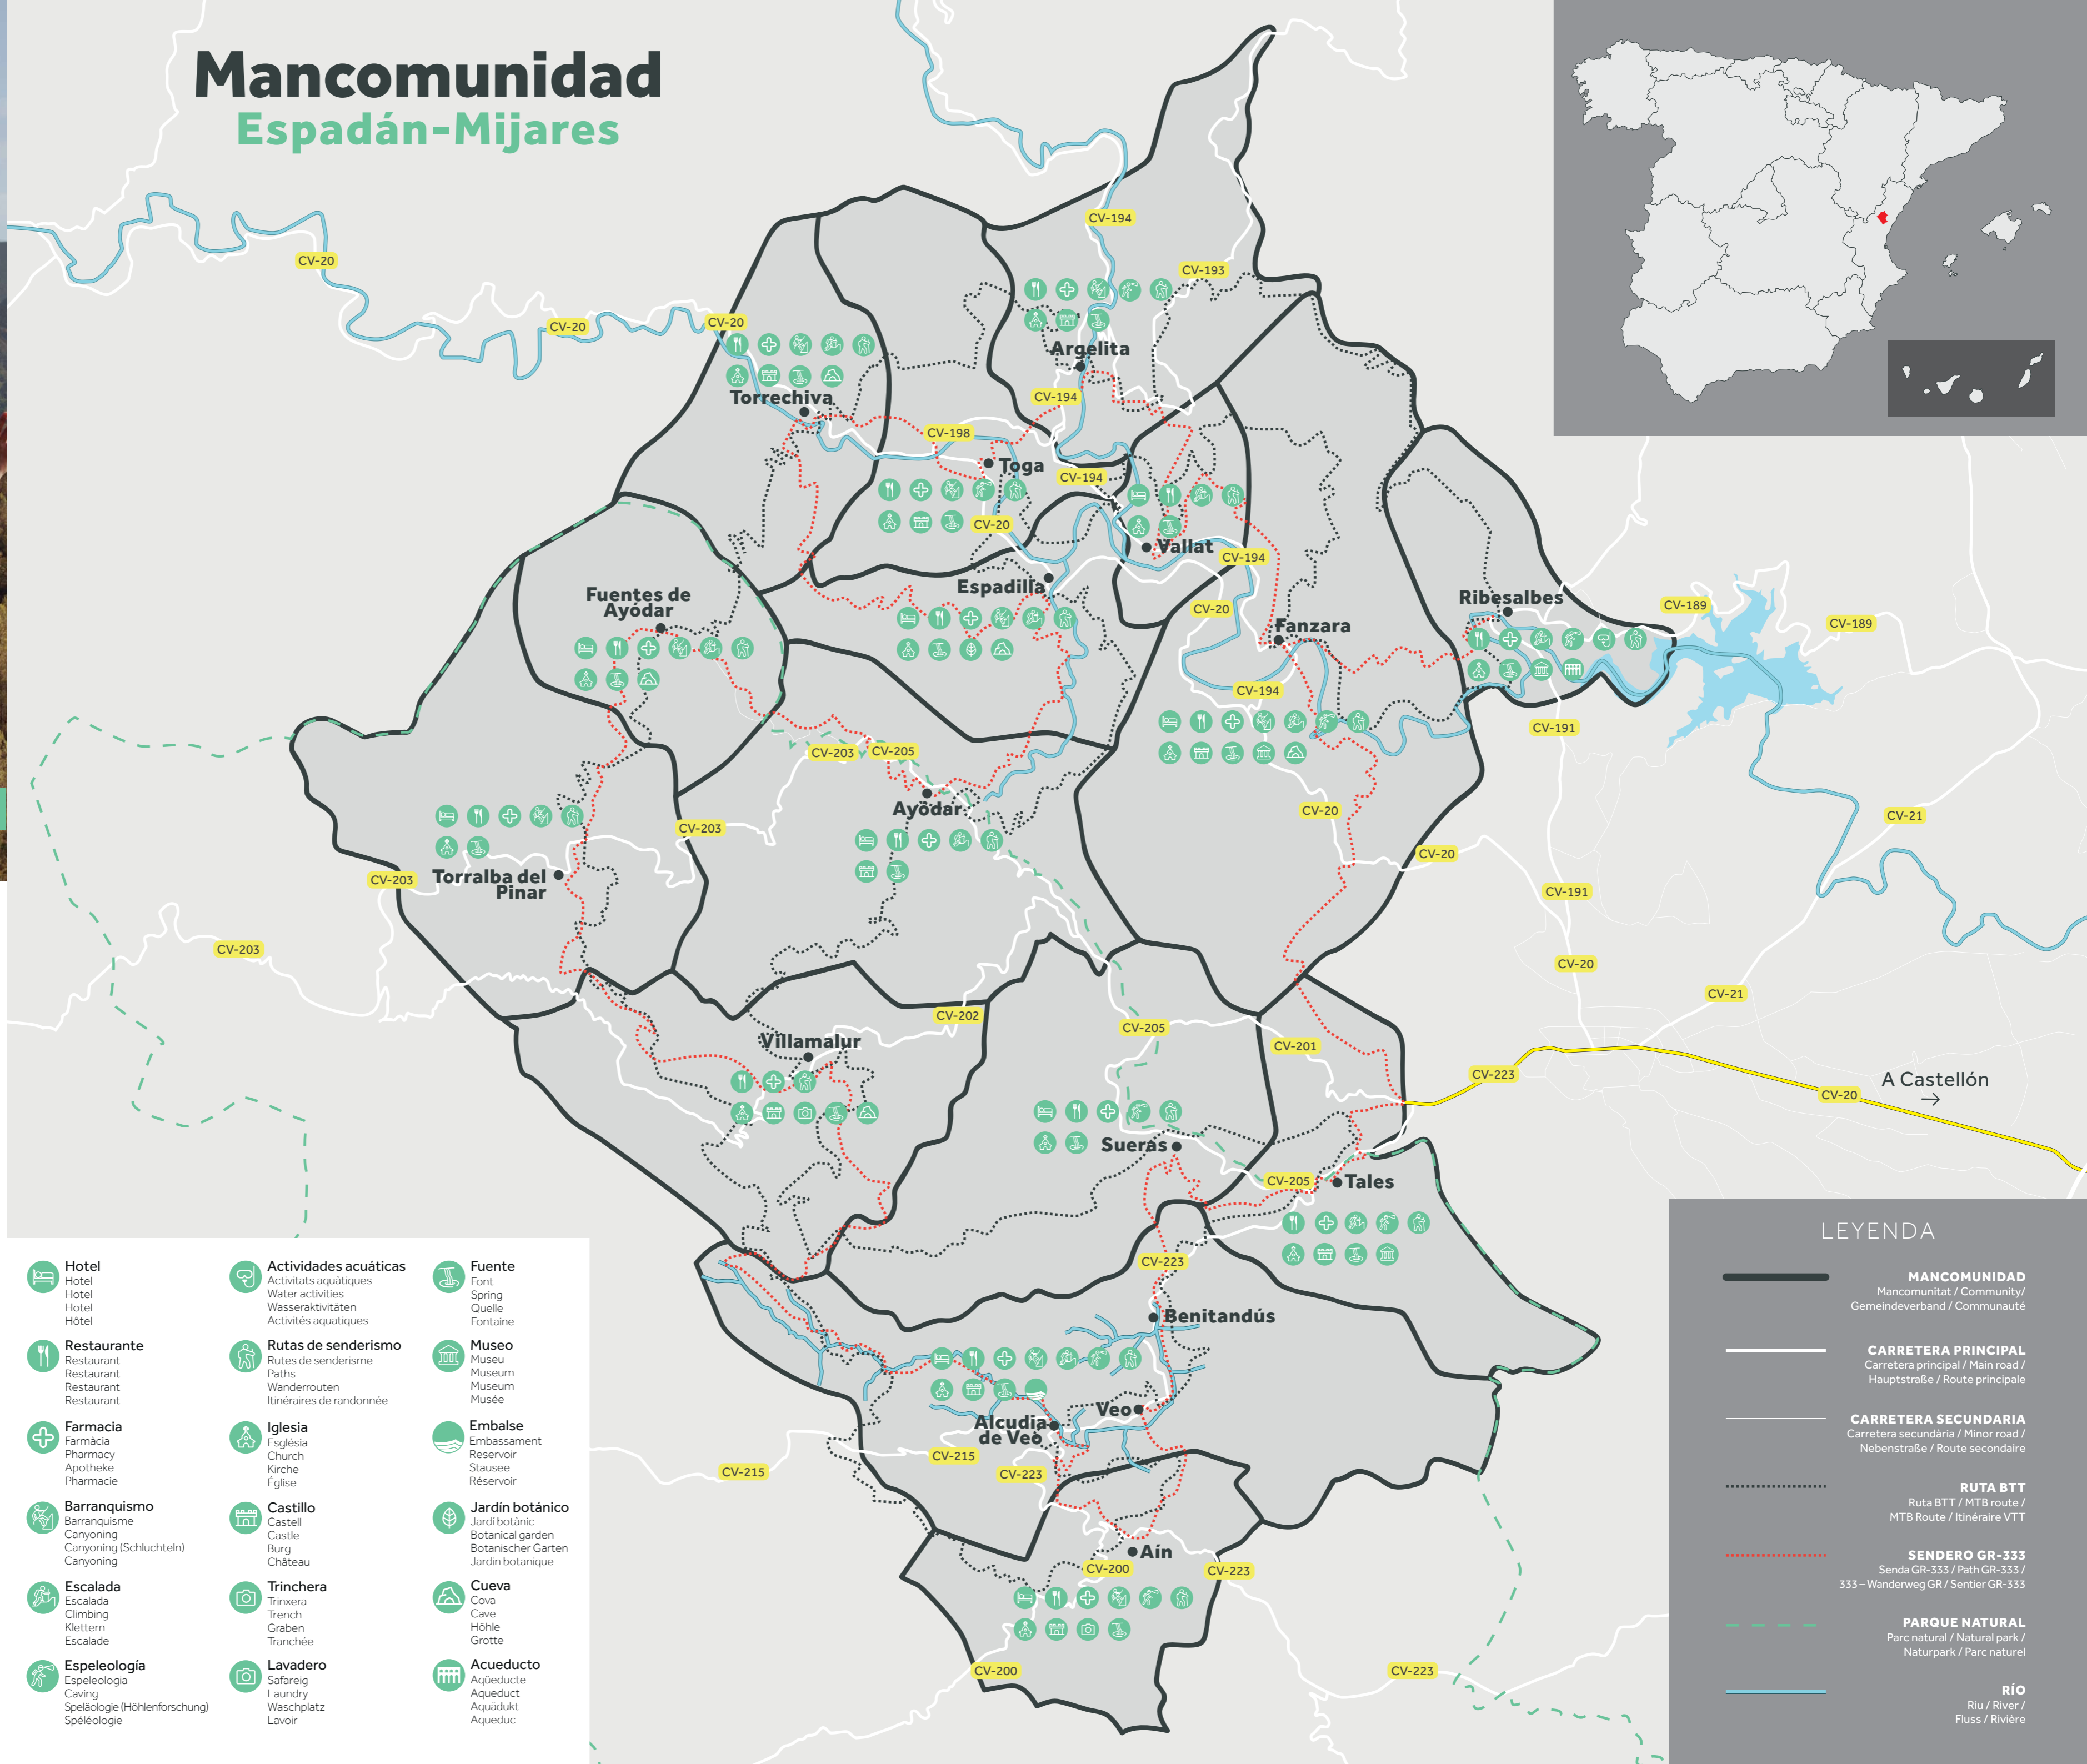 Mancomunidad
Espadán-Mijares
CV-194
CV-20
CV-193
CV-20
CV-20
Argelita
Torrechiva
CV-194
CV-198
Toga
CV-194
CV-20
Vallat
CV-194
Espadilla
Fuentes de
Ayódar
CV-20
Fanzara
Ribesalbes
CV-189
CV-189
CV-194
CV-191
CV-203
CV-205
Ayódar
CV-20
CV-21
CV-203
CV-20
Torralba del
Pinar
CV-203
CV-191
CV-203
CV-20
CV-21
CV-202
CV-205
Villamalur
CV-201
CV-223
A Castellón
→
CV-20
Sueras
CV-205
Tales
CV-223
Benitandús
Veo
Alcudia
de Veo
CV-215
CV-215
CV-223
Aín
CV-200
CV-223
CV-200
CV-223
Hotel
Hotel
Hotel
Hotel
Hôtel
Restaurante
Restaurant
Restaurant
Restaurant
Restaurant
Farmacia
Farmàcia
Pharmacy
Apotheke
Pharmacie
Barranquismo
Barranquisme
Canyoning
Canyoning (Schluchteln)
Canyoning
Escalada
Escalada
Climbing
Klettern
Escalade
Espeleología
Espeleologia
Caving
Speläologie (Höhlenforschung)
Spéléologie
Actividades acuáticas
Activitats aquàtiques
Water activities
Wasseraktivitäten
Activités aquatiques
Rutas de senderismo
Rutes de senderisme
Paths
Wanderrouten
Itinéraires de randonnée
Iglesia
Església
Church
Kirche
Église
Castillo
Castell
Castle
Burg
Château
Trinchera
Trinxera
Trench
Graben
Tranchée
Lavadero
Safareig
Laundry
Waschplatz
Lavoir
Fuente
Font
Spring
Quelle
Fontaine
Museo
Museu
Museum
Museum
Musée
Embalse
Embassament
Reservoir
Stausee
Réservoir
Jardín botánico
Jardí botànic
Botanical garden
Botanischer Garten
Jardin botanique
Cueva
Cova
Cave
Höhle
Grotte
Acueducto
Aqüeducte
Aqueduct
Aquädukt
Aqueduc
LEYENDA
MANCOMUNIDAD
Mancomunitat / Community/
Gemeindeverband / Communauté
CARRETERA PRINCIPAL
Carretera principal / Main road /
Hauptstraße / Route principale
CARRETERA SECUNDARIA
Carretera secundària / Minor road /
Nebenstraße / Route secondaire
RUTA BTT
Ruta BTT / MTB route /
MTB Route / Itinéraire VTT
SENDERO GR-333
Senda GR-333 / Path GR-333 /
333 – Wanderweg GR / Sentier GR-333
PARQUE NATURAL
Parc natural / Natural park /
Naturpark / Parc naturel
RÍO
Riu / River /
Fluss / Rivière